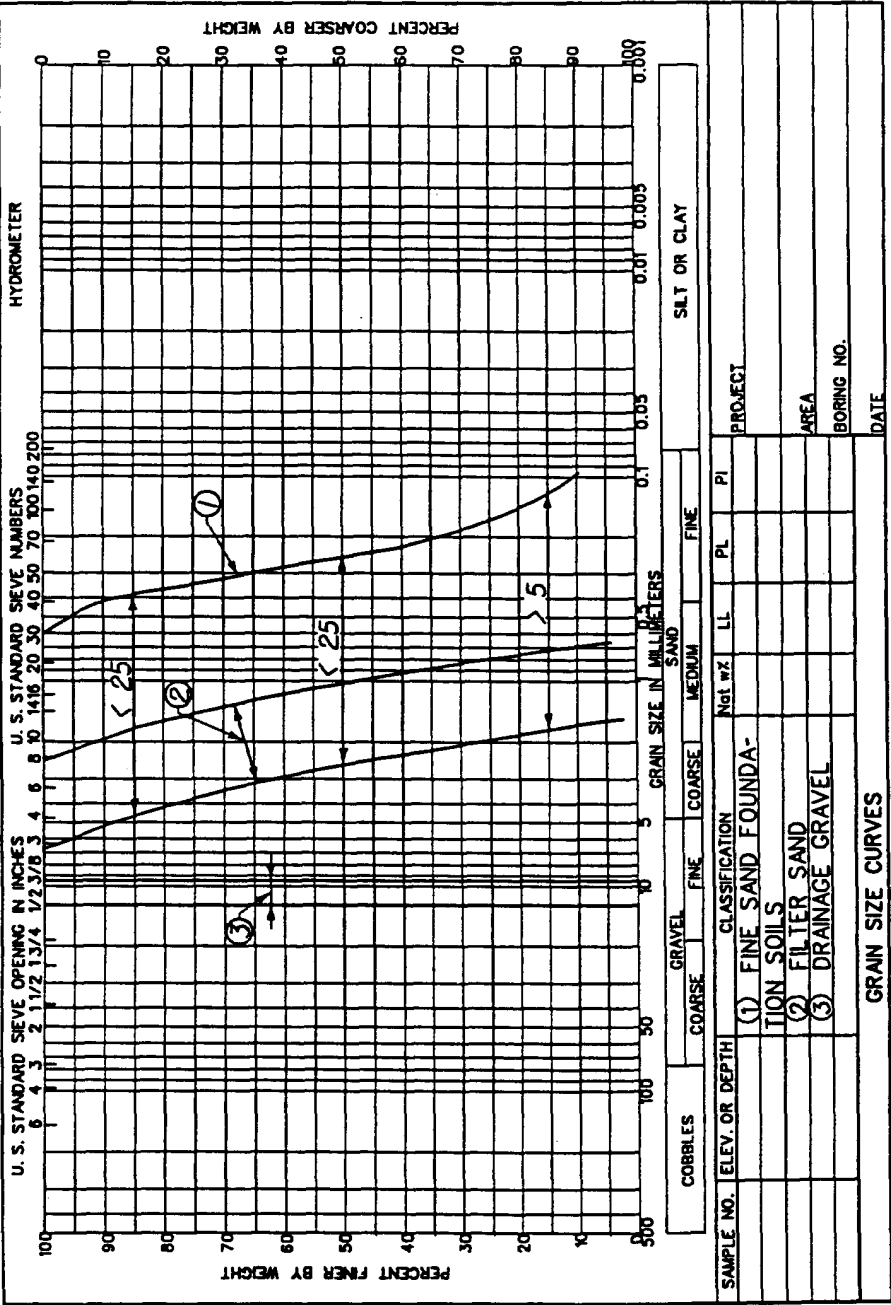 U. S. STANDARD SIEVE OPENING IN INCHES
U. S. STANDARD SIEVE NUMBERS
HYDROMETER
6 4 3 2 1 1/2 1 3/4 1/2 3/8 3 4 6 8 10 14 16 20 30 40 50 70 100 140 200
PERCENT FINER BY WEIGHT
100
90
80
70
60
50
40
30
20
10
0
PERCENT COARSER BY WEIGHT
0
10
20
30
40
50
60
70
80
90
100
< 25
< 25
> 5
①
②
③
500 100 50 10 5 1 0.5 0.1 0.05 0.01 0.005 0.001
GRAIN SIZE IN MILLIMETERS
COBBLES
GRAVEL
COARSE FINE
SAND
COARSE MEDIUM FINE
SILT OR CLAY
SAMPLE NO. ELEV. OR DEPTH CLASSIFICATION Nat w% LL PL PI
① FINE SAND FOUNDA-
TION SOILS
② FILTER SAND
③ DRAINAGE GRAVEL
PROJECT
AREA
BORING NO.
DATE
GRAIN SIZE CURVES